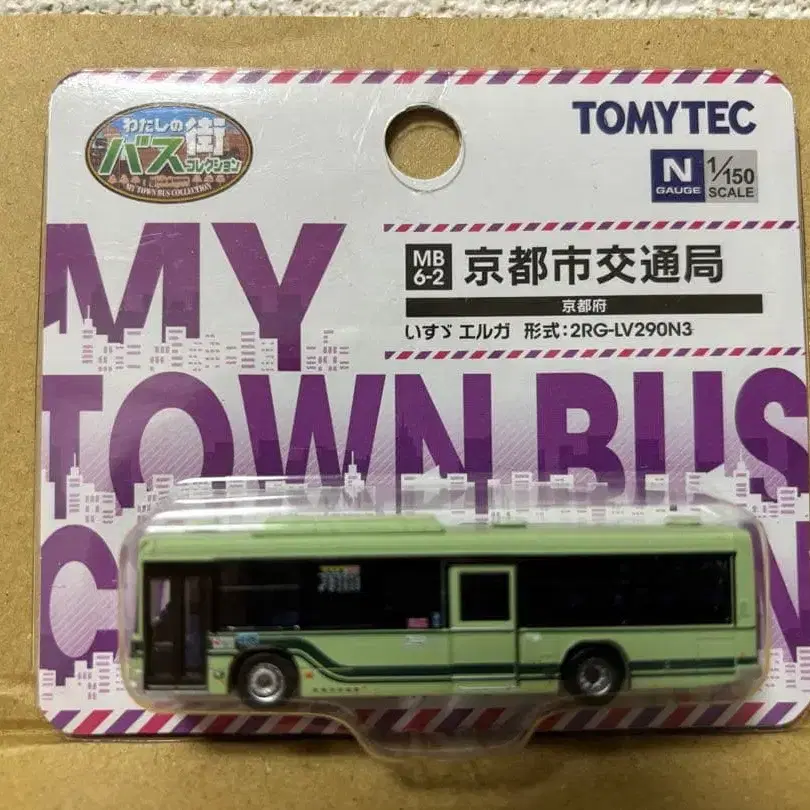 わたしの
街
バス
コレクション
MY TOWN BUS COLLECTION
TOMYTEC
N
GAUGE
1/150
SCALE
MB
6-2
京都市交通局
京都府
いすゞ エルガ 形式:2RG-LV290N3
MY
TOWN BUS
C
N